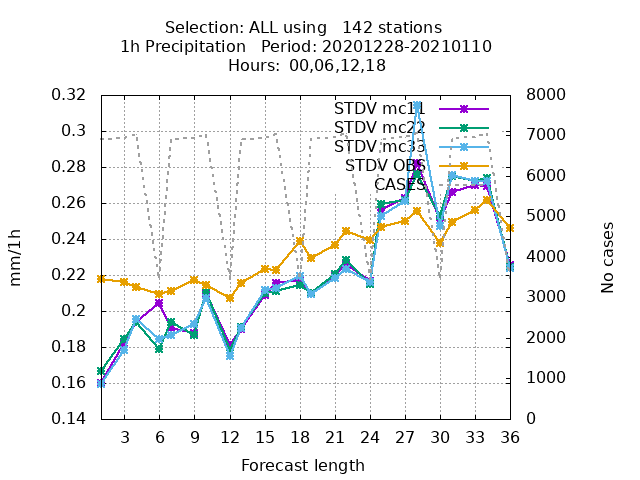 Selection: ALL using   142 stations
1h Precipitation   Period: 20201228-20210110
Hours:  00,06,12,18
0.32
0.3
0.28
0.26
0.24
0.22
0.2
0.18
0.16
0.14
mm/1h
STDV mc11
STDV mc22
STDV mc33
STDV OBS
CASES
8000
7000
6000
5000
4000
3000
2000
1000
0
No cases
3 6 9 12 15 18 21 24 27 30 33 36
Forecast length